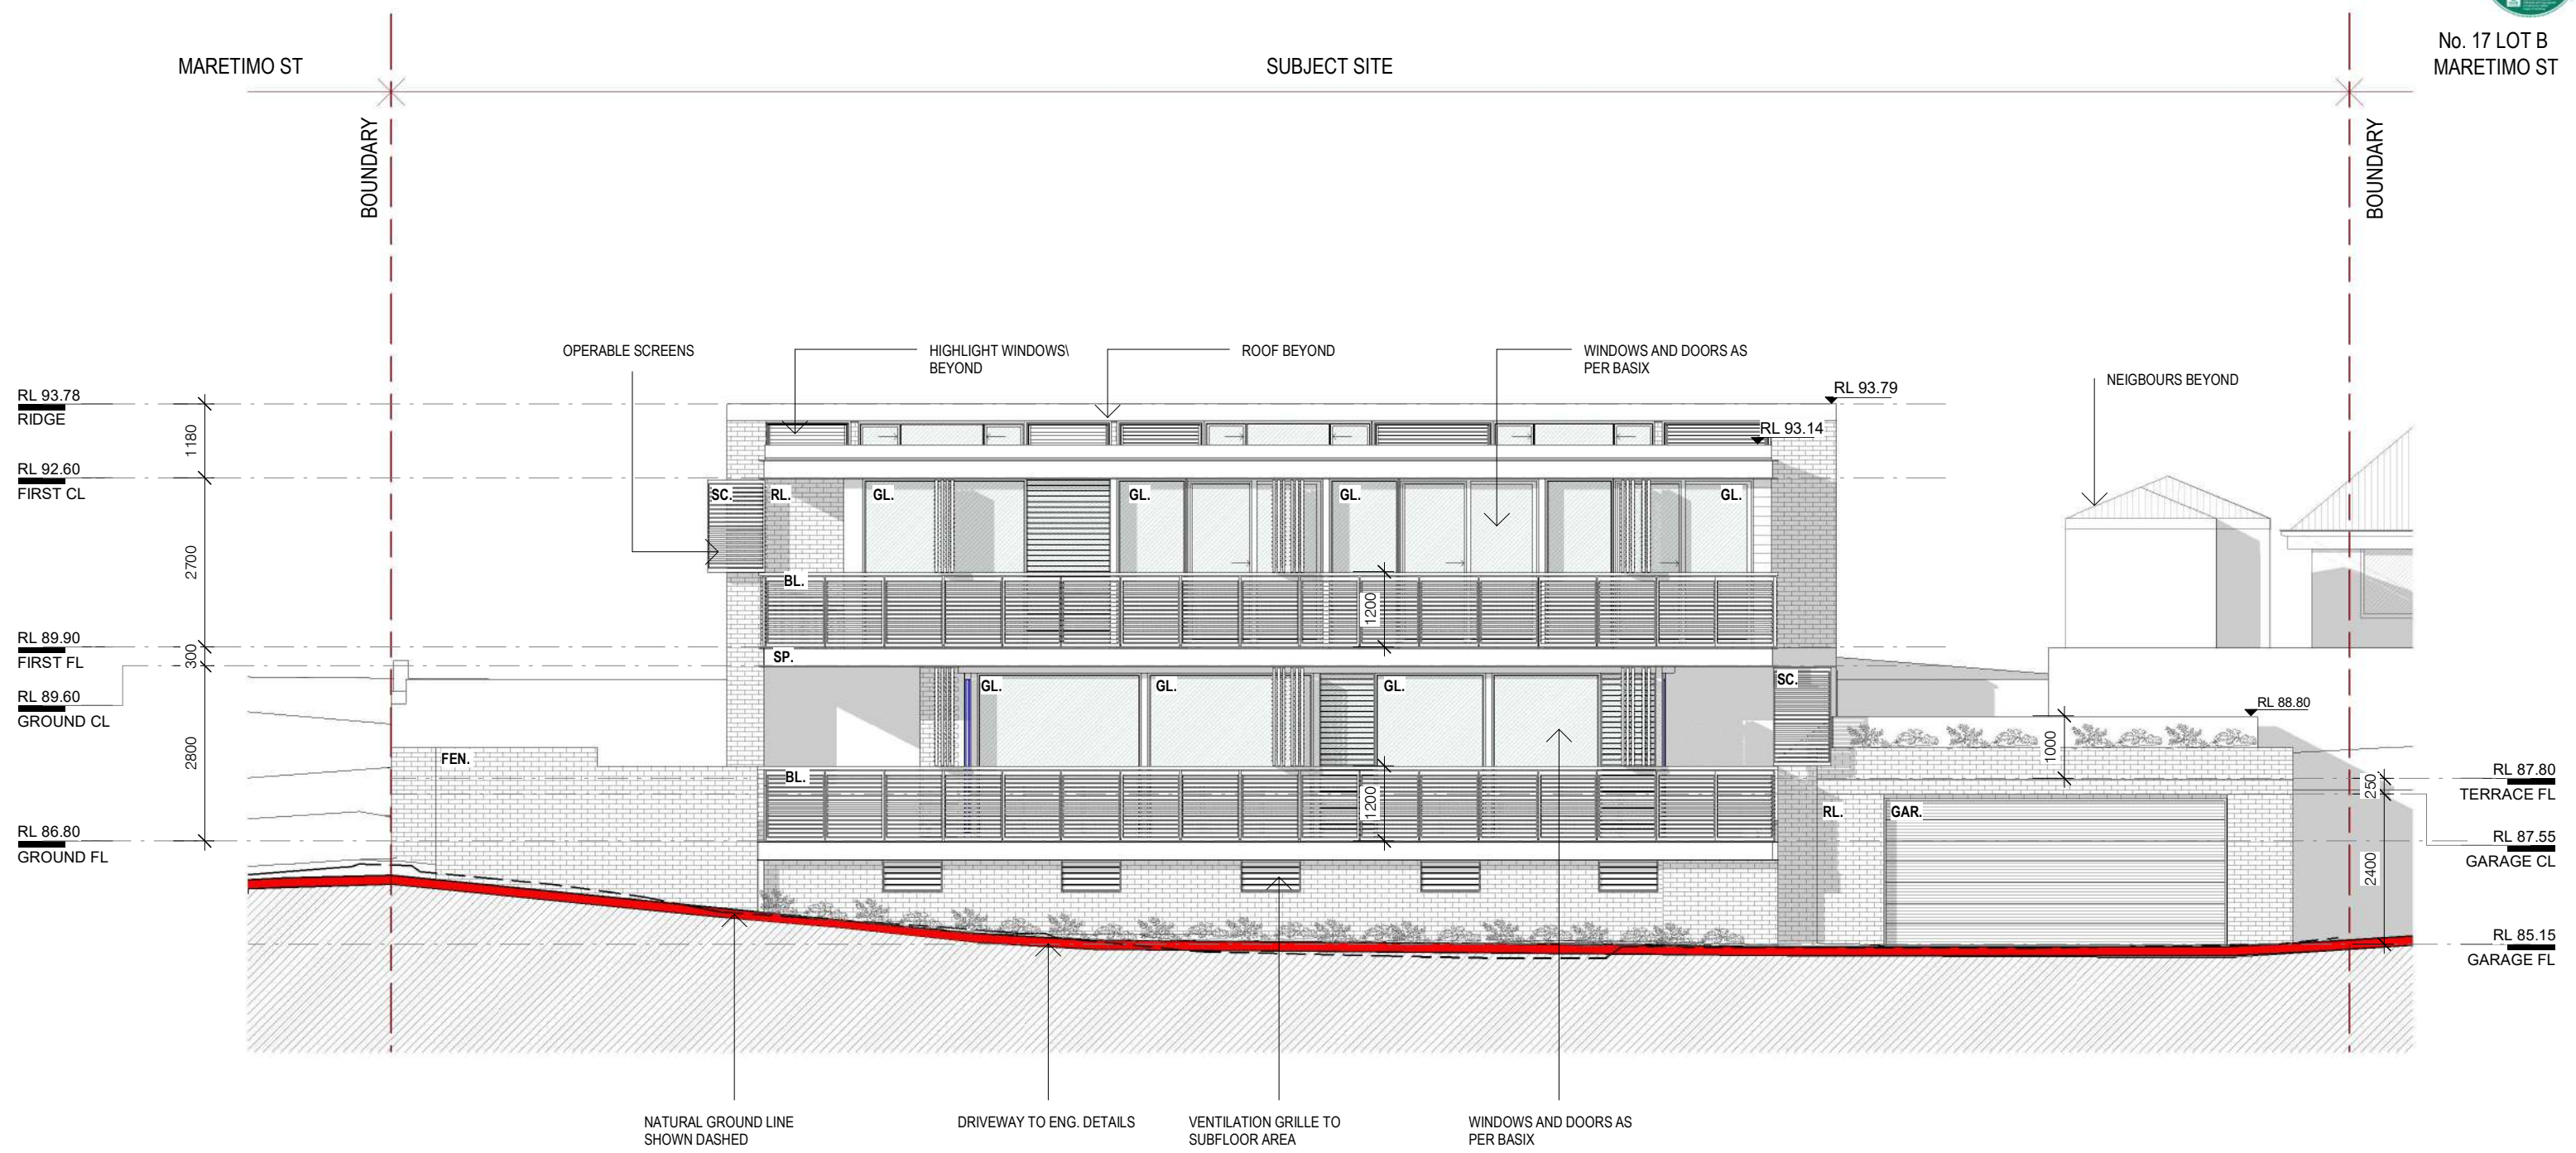 No. 17 LOT B
MARETIMO ST
SUBJECT SITE
MARETIMO ST
BOUNDARY
BOUNDARY
OPERABLE SCREENS
HIGHLIGHT WINDOWS\
BEYOND
ROOF BEYOND
WINDOWS AND DOORS AS
PER BASIX
NEIGBOURS BEYOND
RL 93.78
RIDGE
1180
RL 92.60
FIRST CL
2700
RL 89.90
FIRST FL
300
RL 89.60
GROUND CL
2800
RL 86.80
GROUND FL
RL 93.79
RL 93.14
SC.
RL.
GL.
GL.
GL.
GL.
BL.
1200
SP.
GL.
GL.
GL.
SC.
RL 88.80
1000
FEN.
BL.
1200
RL.
GAR.
RL 87.80
TERRACE FL
250
RL 87.55
GARAGE CL
2400
RL 85.15
GARAGE FL
NATURAL GROUND LINE
SHOWN DASHED
DRIVEWAY TO ENG. DETAILS
VENTILATION GRILLE TO
SUBFLOOR AREA
WINDOWS AND DOORS AS
PER BASIX